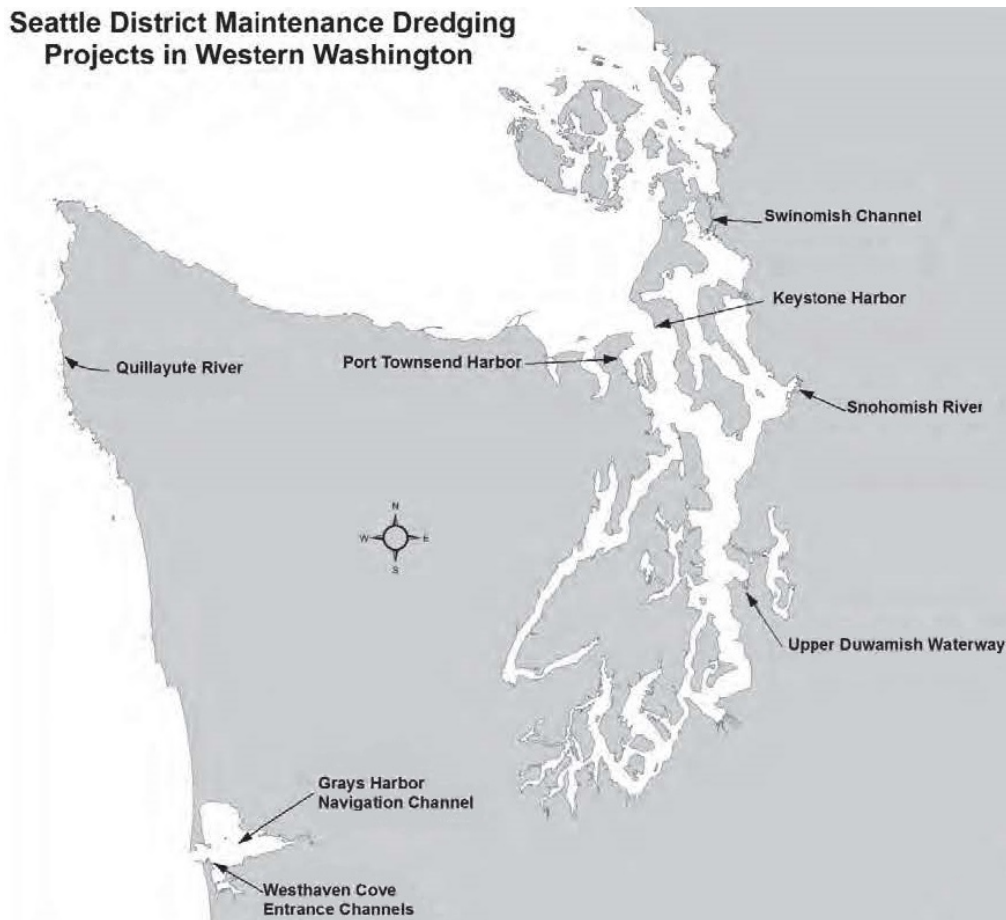 Seattle District Maintenance Dredging
Projects in Western Washington
Swinomish Channel
Keystone Harbor
Port Townsend Harbor
Quillayute River
Snohomish River
N
W
E
S
Upper Duwamish Waterway
Grays Harbor
Navigation Channel
Westhaven Cove
Entrance Channels